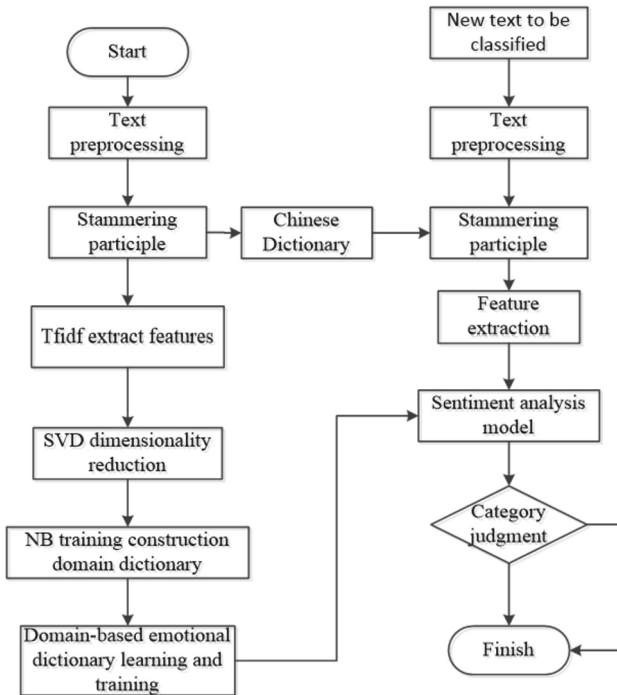 Start
Text
preprocessing
Stammering
participle
Chinese
Dictionary
Tfidf extract features
SVD dimensionality
reduction
NB training construction
domain dictionary
Domain-based emotional
dictionary learning and
training
New text to be
classified
Text
preprocessing
Stammering
participle
Feature
extraction
Sentiment analysis
model
Category
judgment
Finish